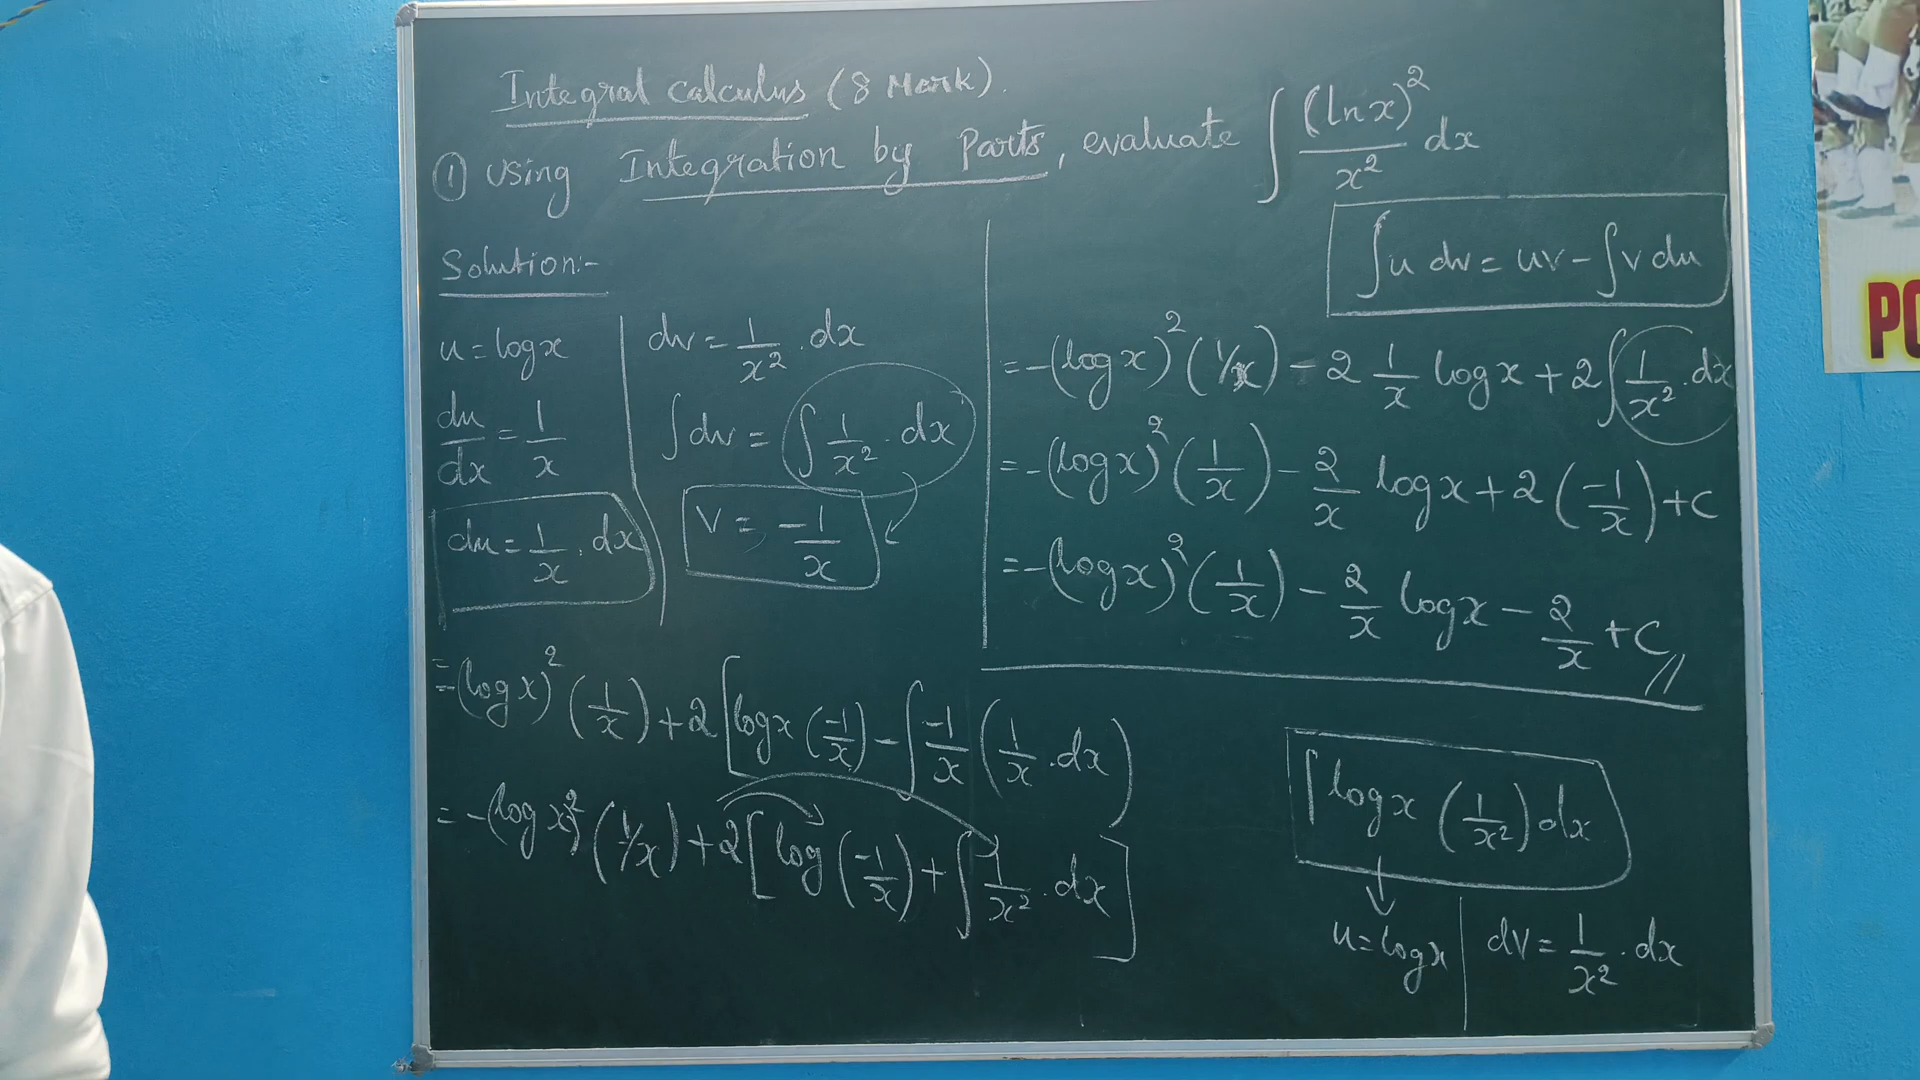 Integral calculus (8 Mark).
① Using Integration by Parts, evaluate ∫ (ln x)² / x² dx
∫ u dv = uv - ∫ v du
Solution:-
u = log x
du/dx = 1/x
du = 1/x . dx
dv = 1/x² . dx
∫ dv = ∫ 1/x² . dx
v = -1/x
= -(log x)² (1/x) + 2 [log x (-1/x) - ∫ -1/x (1/x . dx)
= -(log x)² (1/x) + 2 [log (-1/x) + ∫ 1/x² . dx]
= -(log x)² (1/x) - 2 1/x log x + 2 ∫ 1/x² . dx
= -(log x)² (1/x) - 2/x log x + 2 (-1/x) + c
= -(log x)² (1/x) - 2/x log x - 2/x + c //
∫ log x (1/x²) dx
u = log x | dv = 1/x² . dx
PO